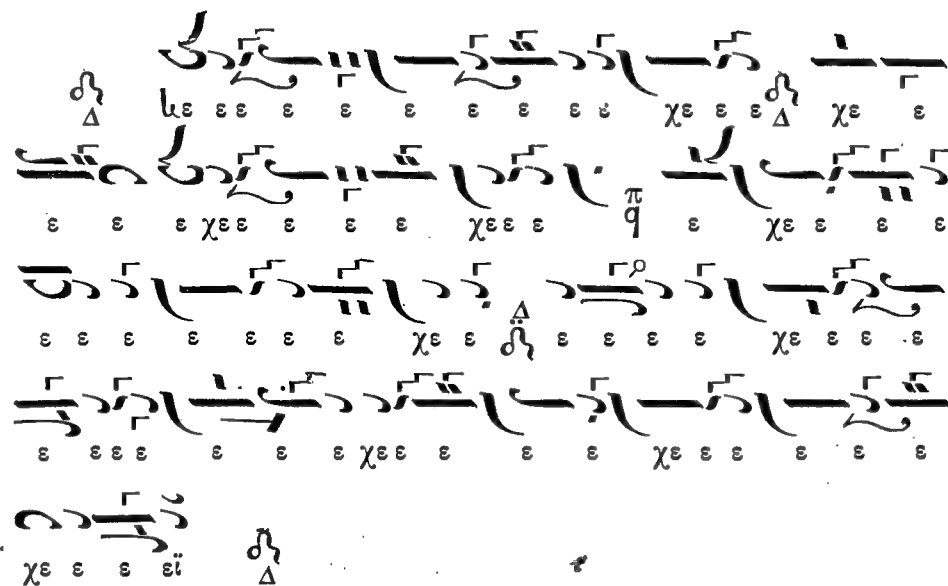 Δ κε ε ε ε ε ε ε ε ε ε χε ε ε Δ χε ε
ε ε ε χε ε ε ε ε χε ε ε π q ε χε ε ε ε
ε ε ε ε ε ε ε χε ε Δ ε ε ε ε χε ε ε ε
ε ε ε ε ε ε ε χε ε ε ε ε χε ε ε ε ε ε
χε ε ε εϊ Δ